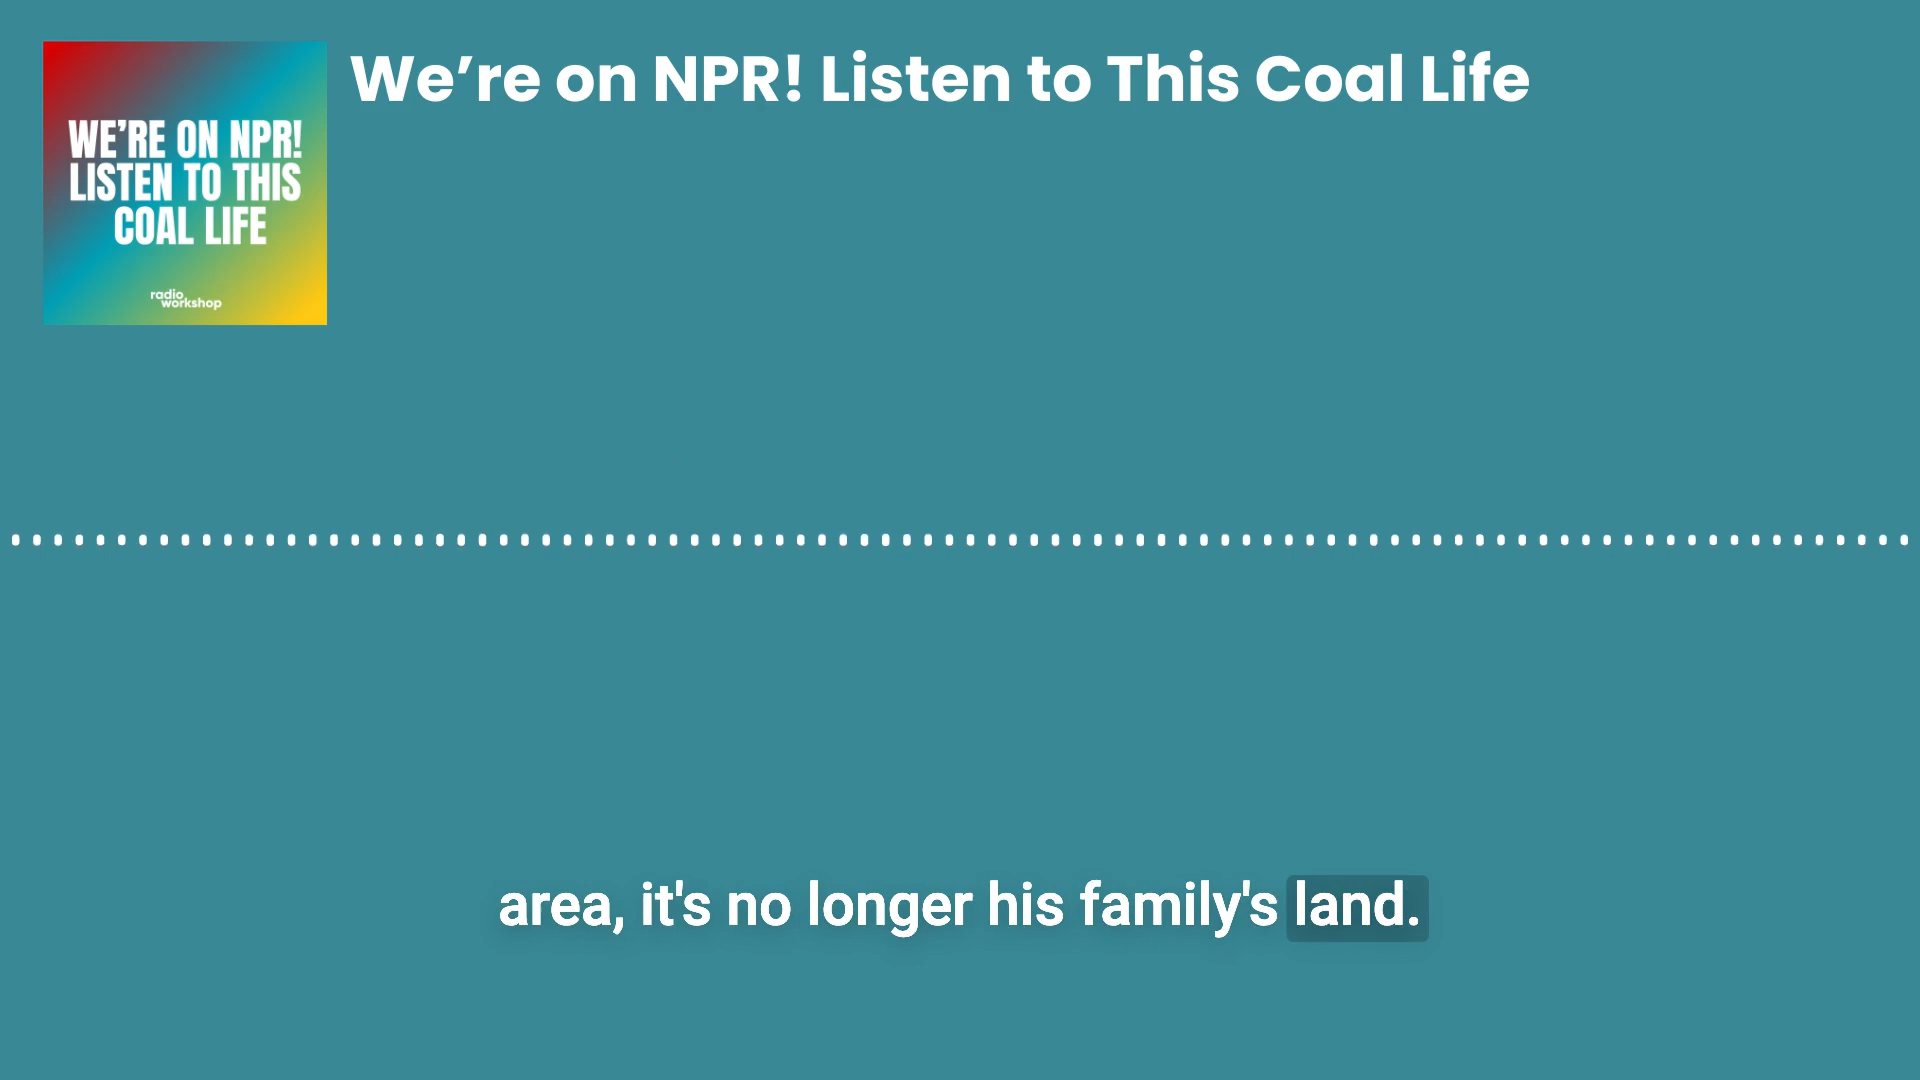 We’re on NPR! Listen to This Coal Life
WE’RE ON NPR!
LISTEN TO THIS
COAL LIFE
radio
workshop
area, it's no longer his family's land.